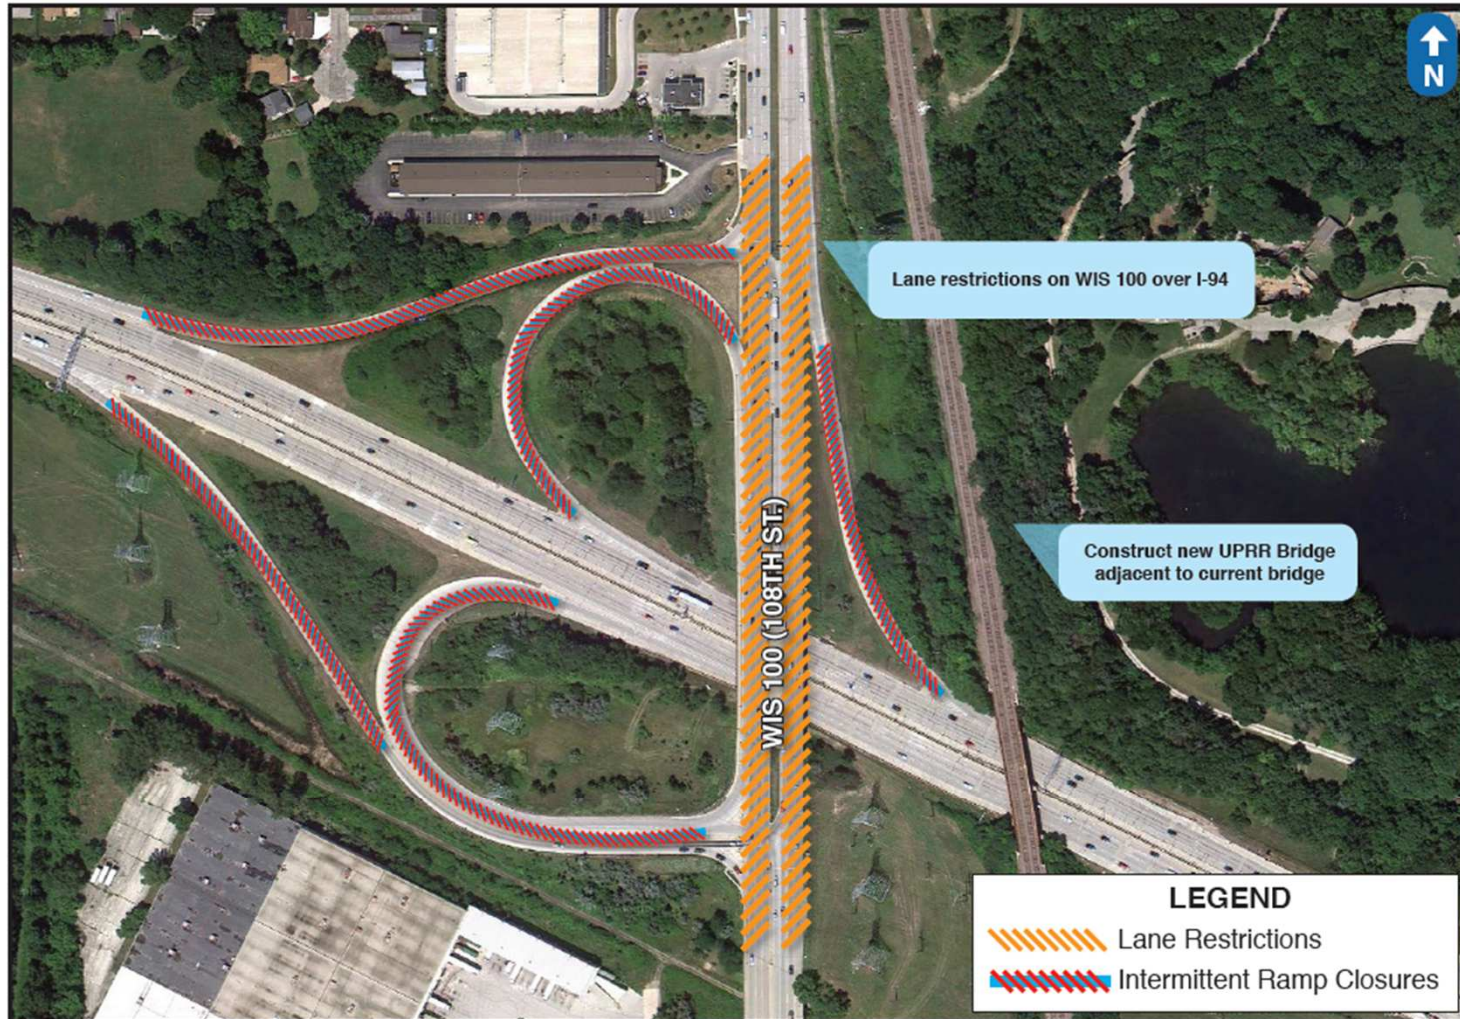 N
Lane restrictions on WIS 100 over I-94
Construct new UPRR Bridge
adjacent to current bridge
WIS 100 (108TH ST.)
LEGEND
Lane Restrictions
Intermittent Ramp Closures